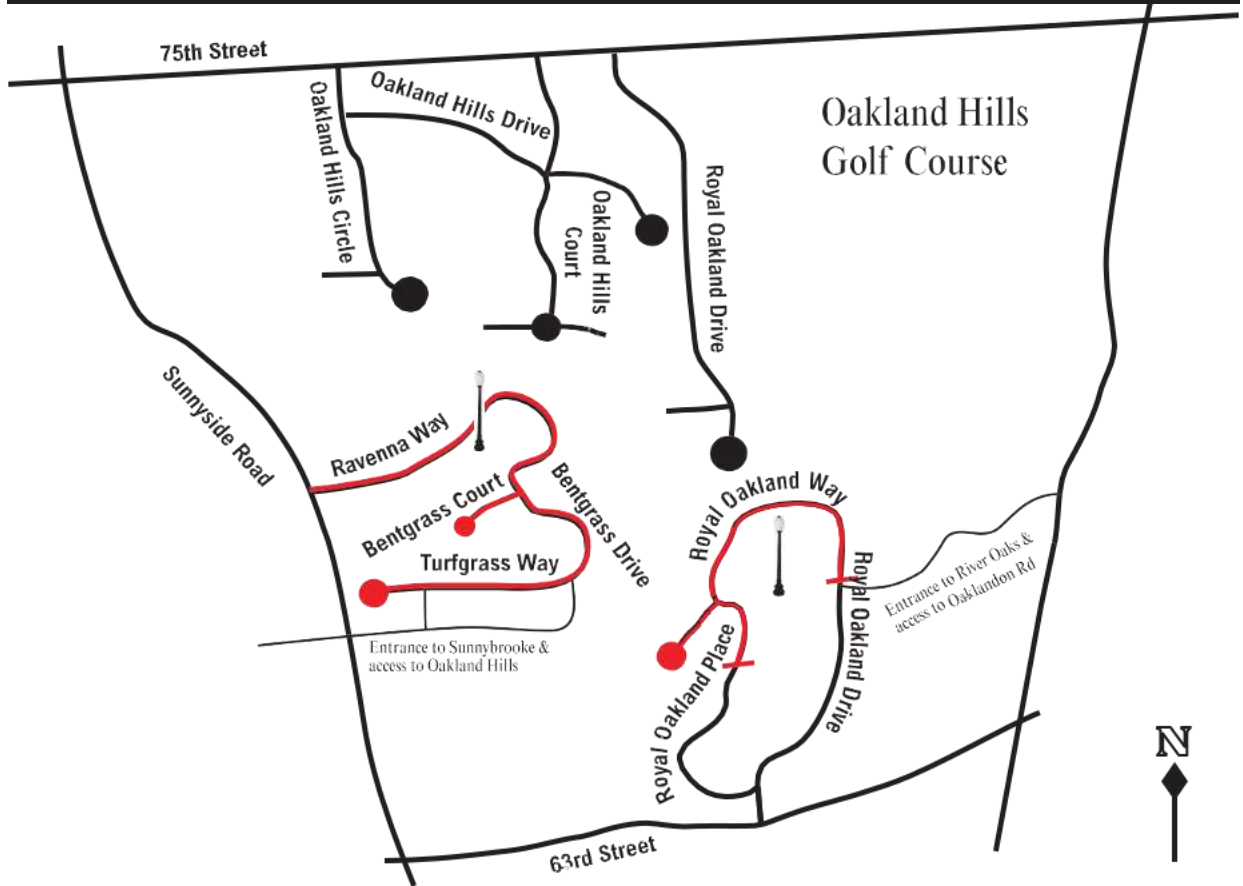 75th Street
Oakland Hills Drive
Oakland Hills
Golf Course
Oakland Hills Circle
Royal Oakland Drive
Oakland Hills
Court
Sunnyside Road
Ravenna Way
Bentgrass Court
Bentgrass Drive
Royal Oakland Way
Turfgrass Way
Royal Oakland Drive
Entrance to River Oaks &
access to Oaklandon Rd
Entrance to Sunnybrooke &
access to Oakland Hills
Royal Oakland Place
N
63rd Street